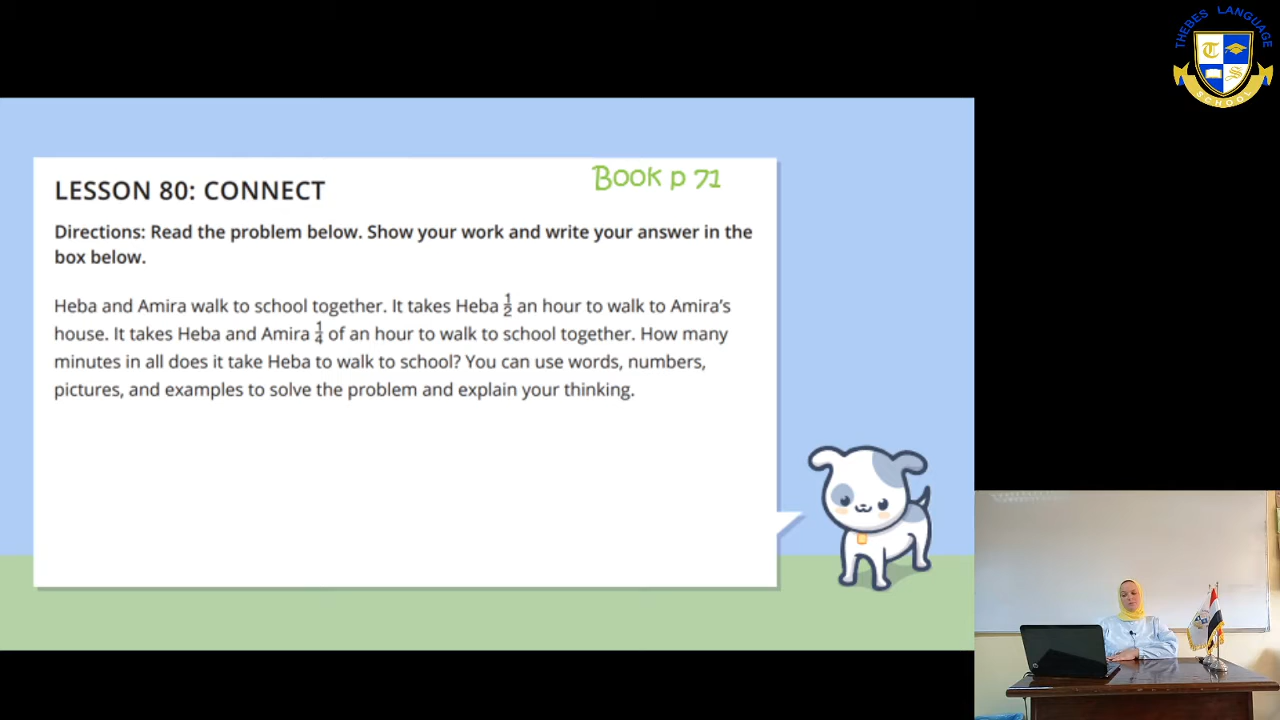 THEBES LANGUAGE
SCHOOL
T
S
Book p 71
LESSON 80: CONNECT
Directions: Read the problem below. Show your work and write your answer in the
box below.
Heba and Amira walk to school together. It takes Heba 1/2 an hour to walk to Amira's
house. It takes Heba and Amira 1/4 of an hour to walk to school together. How many
minutes in all does it take Heba to walk to school? You can use words, numbers,
pictures, and examples to solve the problem and explain your thinking.